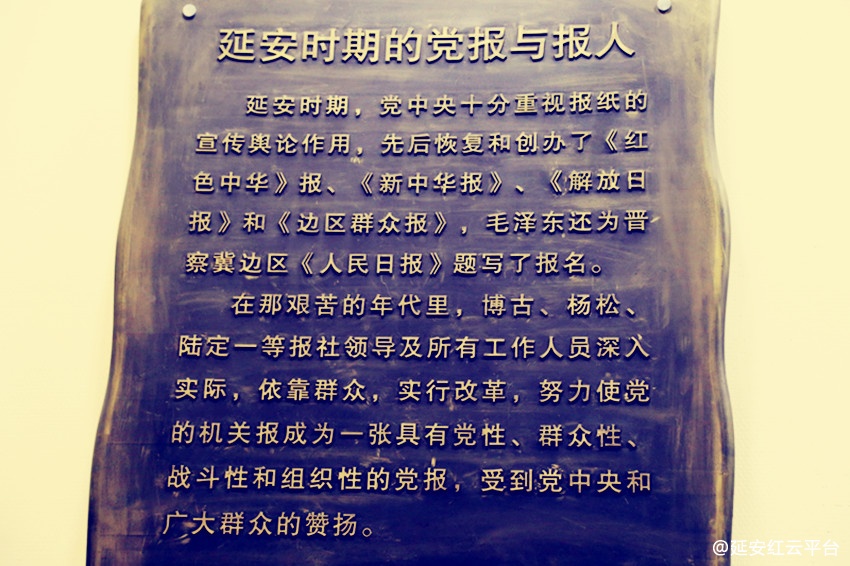 延安时期的党报与报人
延安时期，党中央十分重视报纸的
宣传舆论作用，先后恢复和创办了《红
色中华》报、《新中华报》、《解放日
报》和《边区群众报》，毛泽东还为晋
察冀边区《人民日报》题写了报名。
在那艰苦的年代里，博古、杨松、
陆定一等报社领导及所有工作人员深入
实际，依靠群众，实行改革，努力使党
的机关报成为一张具有党性、群众性、
战斗性和组织性的党报，受到党中央和
广大群众的赞扬。
@延安红云平台